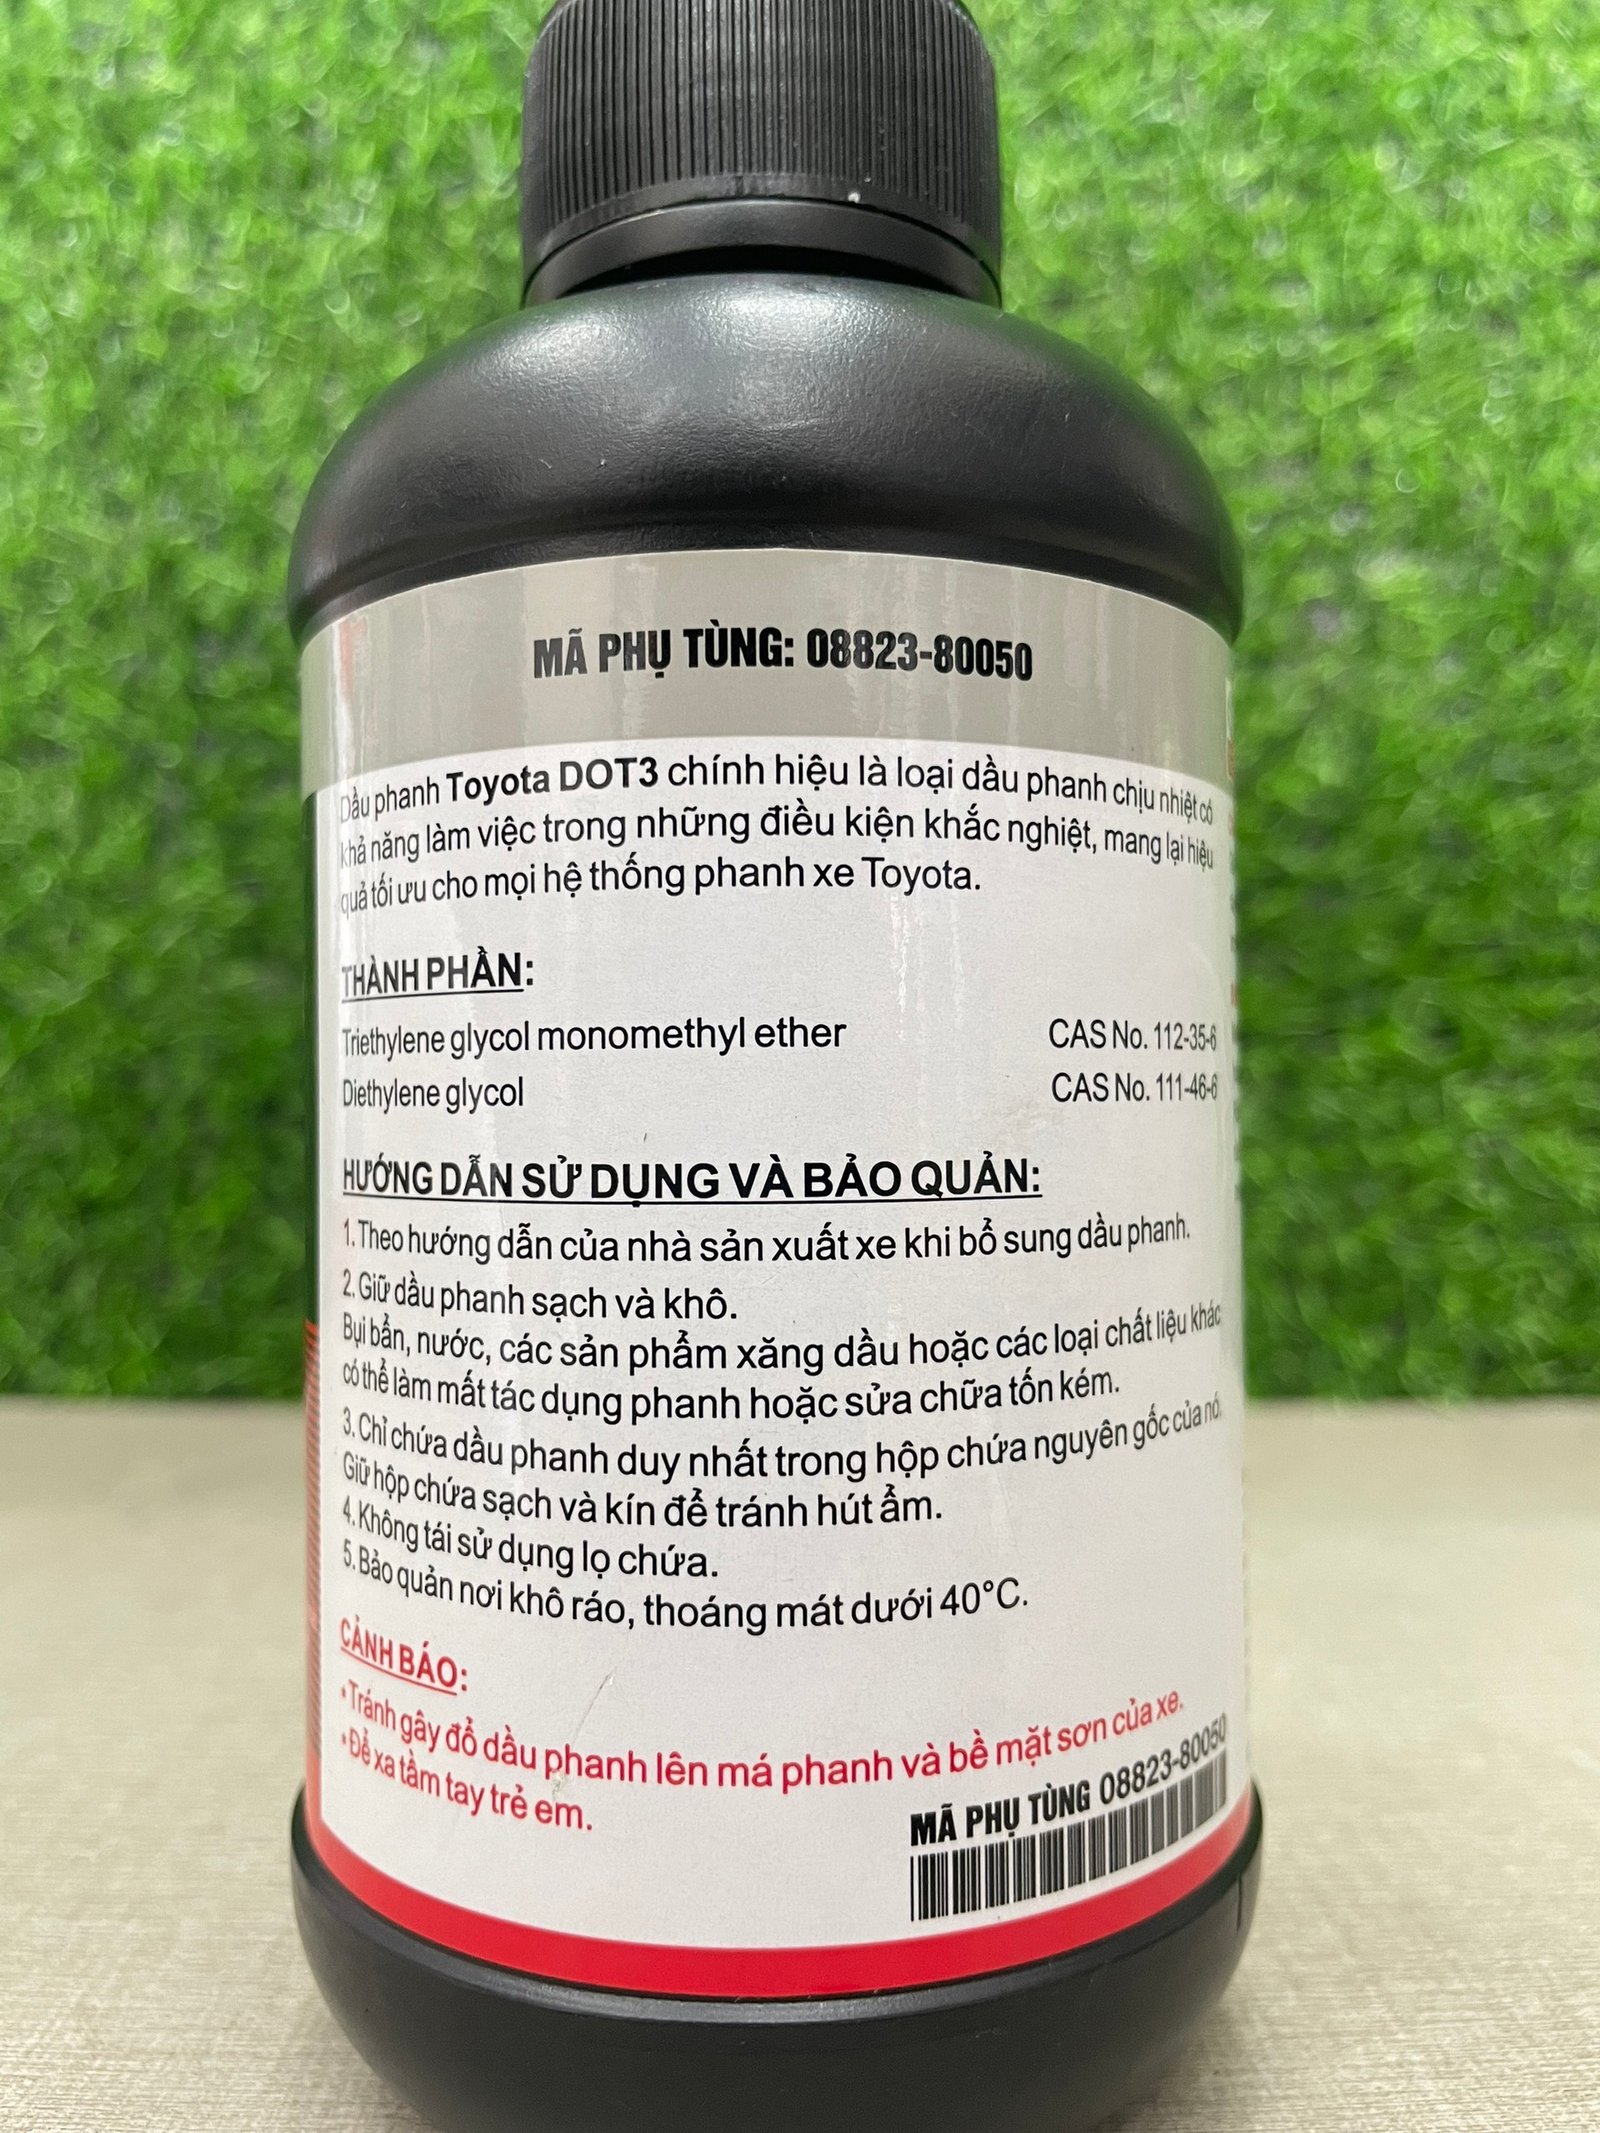 MÃ PHỤ TÙNG: 08823-80050
Dầu phanh Toyota DOT3 chính hiệu là loại dầu phanh chịu nhiệt có
khả năng làm việc trong những điều kiện khắc nghiệt, mang lại hiệu
quả tối ưu cho mọi hệ thống phanh xe Toyota.
THÀNH PHẦN:
Triethylene glycol monomethyl ether CAS No. 112-35-6
Diethylene glycol CAS No. 111-46-6
HƯỚNG DẪN SỬ DỤNG VÀ BẢO QUẢN:
1. Theo hướng dẫn của nhà sản xuất xe khi bổ sung dầu phanh.
2. Giữ dầu phanh sạch và khô.
Bụi bẩn, nước, các sản phẩm xăng dầu hoặc các loại chất liệu khác
có thể làm mất tác dụng phanh hoặc sửa chữa tốn kém.
3. Chỉ chứa dầu phanh duy nhất trong hộp chứa nguyên gốc của nó.
Giữ hộp chứa sạch và kín để tránh hút ẩm.
4. Không tái sử dụng lọ chứa.
5. Bảo quản nơi khô ráo, thoáng mát dưới 40°C.
CẢNH BÁO:
• Tránh gây đổ dầu phanh lên má phanh và bề mặt sơn của xe.
• Để xa tầm tay trẻ em.
MÃ PHỤ TÙNG 08823-80050